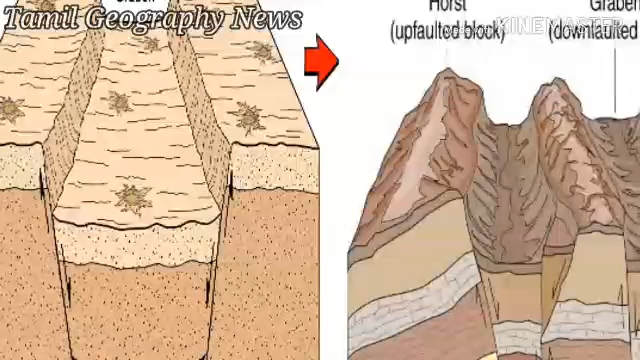 Tamil Geography News
Horst
(upfaulted block)
Graben
(downfaulted
KINEMASTER